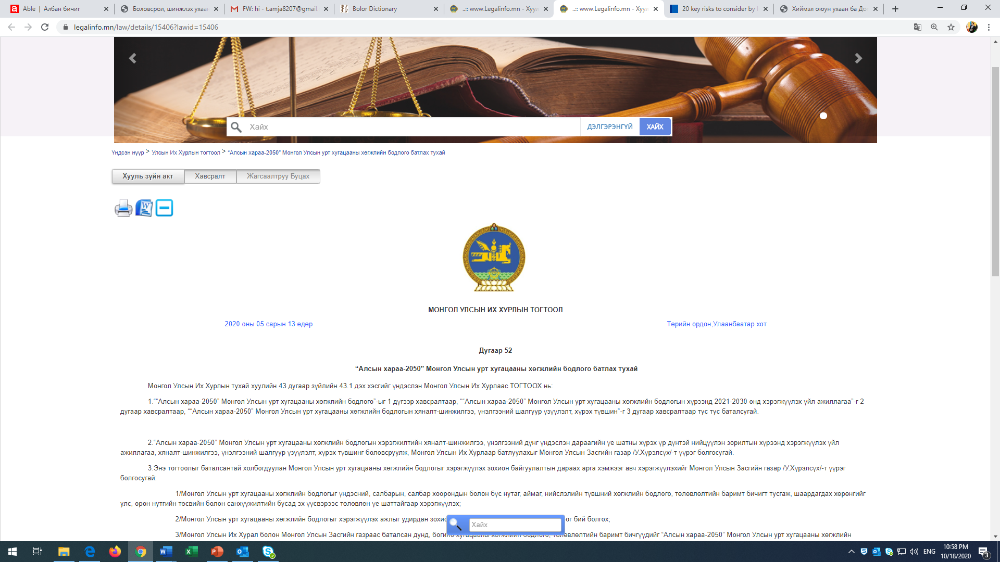 Able | Албан бичиг
Боловсрол, шинжлэх ухаан
FW: hi - t.amja8207@gmail.
Bolor Dictionary
..:: www.Legalinfo.mn - Хуул
..:: www.Legalinfo.mn - Хуул
20 key risks to consider by
Хиймэл оюун ухаан ба Дот
legalinfo.mn/law/details/15406?lawid=15406
Хайх
ДЭЛГЭРЭНГҮЙ
ХАЙХ
Үндсэн нүүр > Улсын Их Хурлын тогтоол > “Алсын хараа-2050” Монгол Улсын урт хугацааны хөгжлийн бодлого батлах тухай
Хууль зүйн акт
Хавсралт
Жагсаалтруу Буцах
МОНГОЛ УЛСЫН ИХ ХУРЛЫН ТОГТООЛ
2020 оны 05 сарын 13 өдөр
Төрийн ордон,Улаанбаатар хот
Дугаар 52
“Алсын хараа-2050” Монгол Улсын урт хугацааны хөгжлийн бодлого батлах тухай
Монгол Улсын Их Хурлын тухай хуулийн 43 дугаар зүйлийн 43.1 дэх хэсгийг үндэслэн Монгол Улсын Их Хурлаас ТОГТООХ нь:
1.““Алсын хараа-2050” Монгол Улсын урт хугацааны хөгжлийн бодлого”-ыг 1 дүгээр хавсралтаар, ““Алсын хараа-2050” Монгол Улсын урт хугацааны хөгжлийн бодлогын хүрээнд 2021-2030 онд хэрэгжүүлэх үйл ажиллагаа”-г 2
дугаар хавсралтаар, ““Алсын хараа-2050” Монгол Улсын урт хугацааны хөгжлийн бодлогын хяналт-шинжилгээ, үнэлгээний шалгуур үзүүлэлт, хүрэх түвшин”-г 3 дугаар хавсралтаар тус тус баталсугай.
2.“Алсын хараа-2050” Монгол Улсын урт хугацааны хөгжлийн бодлогын хэрэгжилтийн хяналт-шинжилгээ, үнэлгээний дүнг үндэслэн дараагийн үе шатны хүрэх үр дүнтэй нийцүүлэн зорилтын хүрээнд хэрэгжүүлэх үйл
ажиллагаа, хяналт-шинжилгээ, үнэлгээний шалгуур үзүүлэлт, хүрэх түвшинг боловсруулж, Монгол Улсын Их Хурлаар батлуулахыг Монгол Улсын Засгийн газар /У.Хүрэлсүх/-т үүрэг болгосугай.
3.Энэ тогтоолыг баталсантай холбогдуулан Монгол Улсын урт хугацааны хөгжлийн бодлогыг хэрэгжүүлэх зохион байгуулалтын дараах арга хэмжээг авч хэрэгжүүлэхийг Монгол Улсын Засгийн газар /У.Хүрэлсүх/-т үүрэг
болгосугай:
1/Монгол Улсын урт хугацааны хөгжлийн бодлогыг үндэсний, салбарын, салбар хоорондын болон бүс нутаг, аймаг, нийслэлийн түвшний хөгжлийн бодлого, төлөвлөлтийн баримт бичигт тусгаж, шаардагдах хөрөнгийг
улс, орон нутгийн төсвийн болон санхүүжилтийн бусад эх үүсвэрээс төлөвлөн үе шаттайгаар хэрэгжүүлэх;
2/Монгол Улсын урт хугацааны хөгжлийн бодлогыг хэрэгжүүлэх ажлыг удирдан зохио ог бий болгох;
Хайх
3/Монгол Улсын Их Хурал болон Монгол Улсын Засгийн газраас баталсан дунд, богино хугацааны хөгжлийн бодлого, төлөвлөлтийн баримт бичгүүдийг “Алсын хараа-2050” Монгол Улсын урт хугацааны хөгжлийн
ENG
10:58 PM
10/18/2020
3